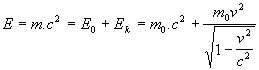 E = m.c² = E₀ + Eₖ = m₀.c² + m₀v² / √(1 − v²/c²)